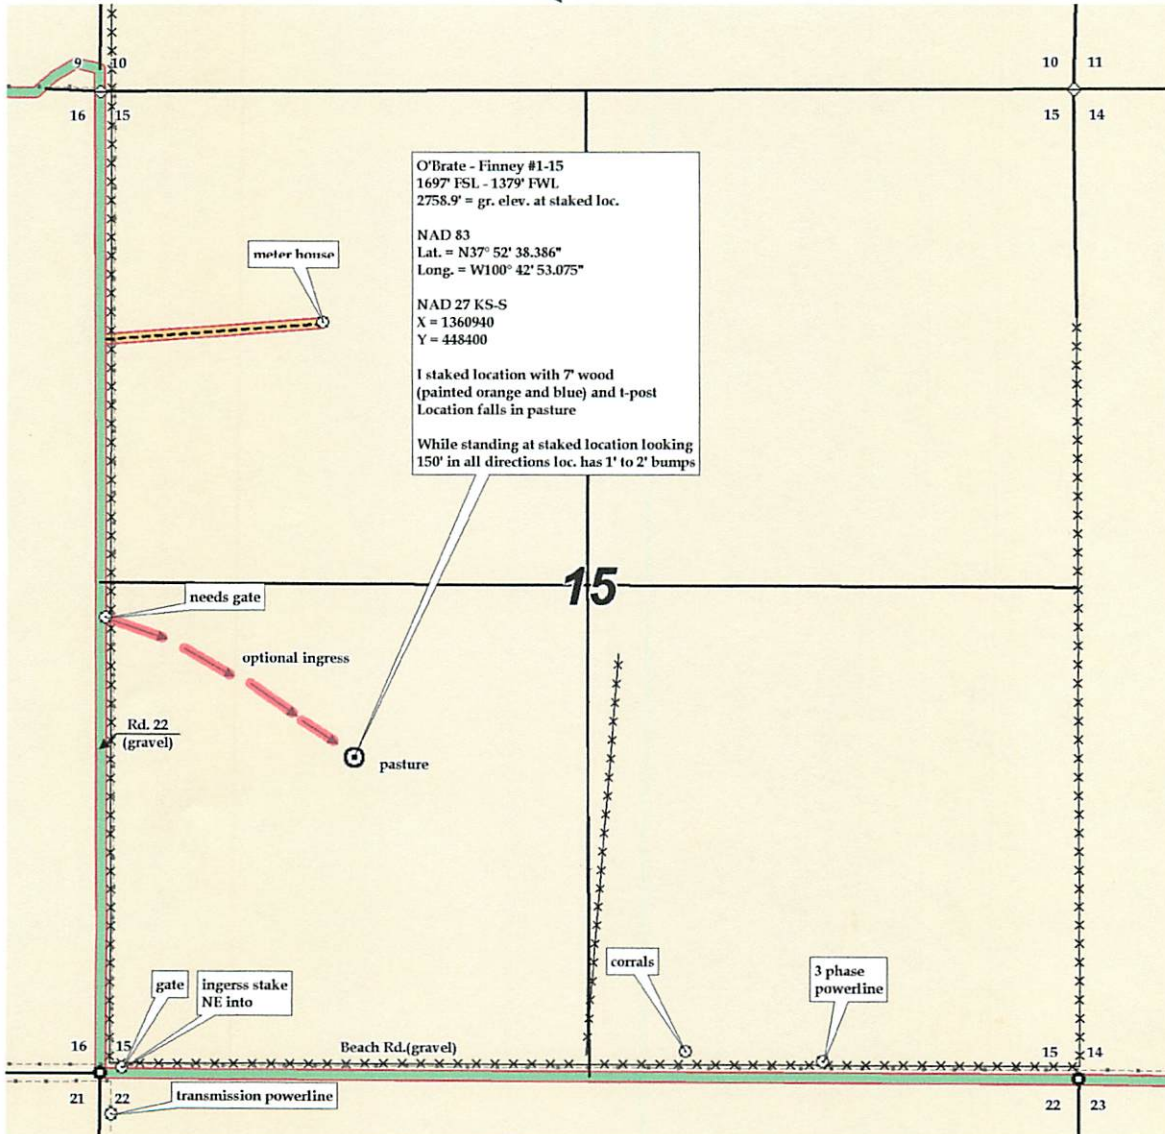 9 10
10 11
16 15
15 14
O'Brate - Finney #1-15
1697' FSL - 1379' FWL
2758.9' = gr. elev. at staked loc.
NAD 83
Lat. = N37° 52' 38.386"
Long. = W100° 42' 53.075"
NAD 27 KS-S
X = 1360940
Y = 448400
I staked location with 7' wood
(painted orange and blue) and t-post
Location falls in pasture
While standing at staked location looking
150' in all directions loc. has 1' to 2' bumps
meter house
15
needs gate
optional ingress
Rd. 22
(gravel)
pasture
corrals
3 phase
powerline
gate
ingerss stake
NE into
Beach Rd.(gravel)
16 15
15 14
21 22
22 23
transmission powerline